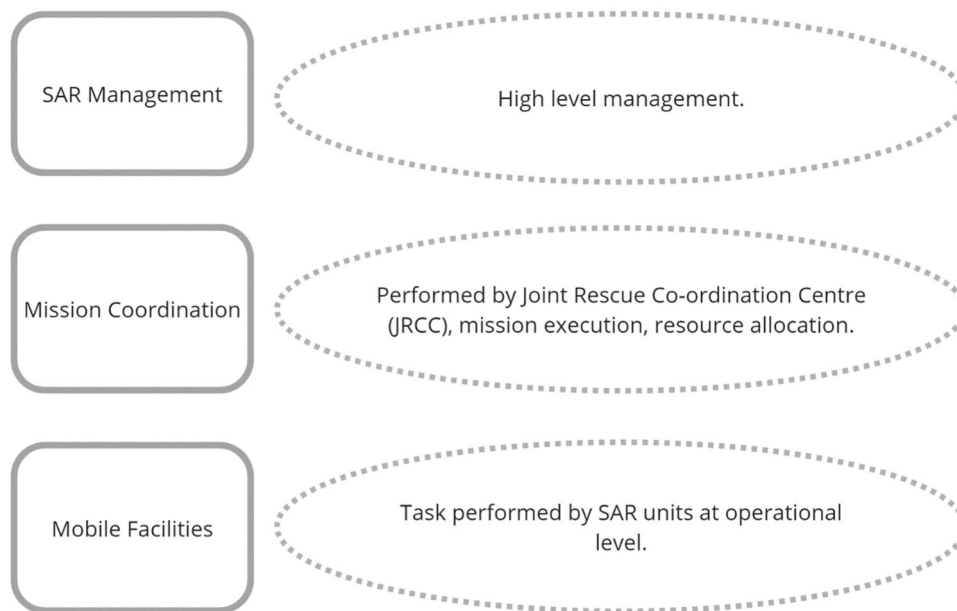 SAR Management
High level management.
Mission Coordination
Performed by Joint Rescue Co-ordination Centre
(JRCC), mission execution, resource allocation.
Mobile Facilities
Task performed by SAR units at operational
level.